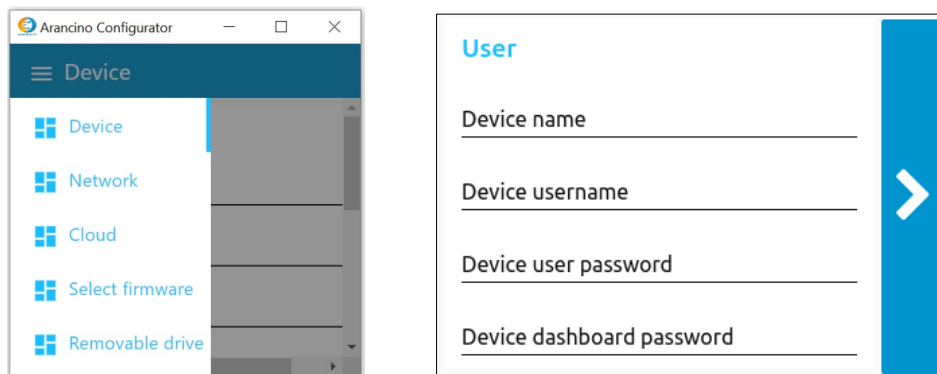 Arancino Configurator
Device
Device
Network
Cloud
Select firmware
Removable drive
User
Device name
Device username
Device user password
Device dashboard password